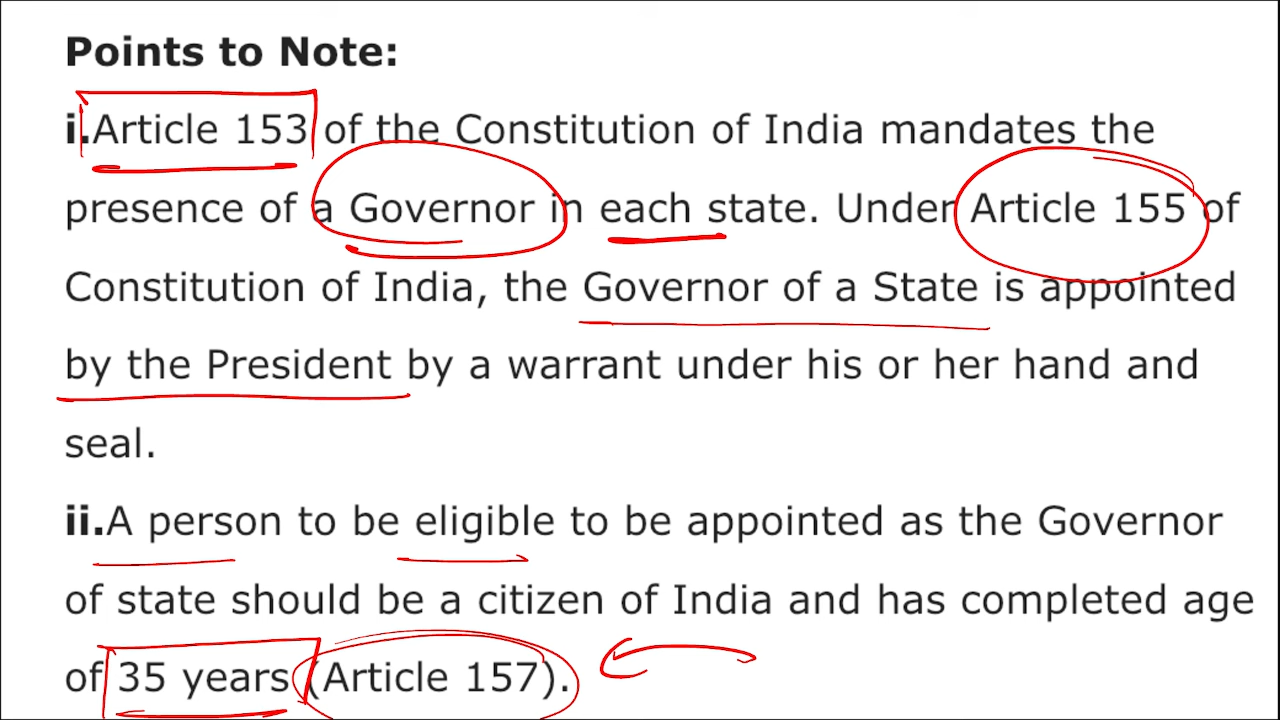 Points to Note:
i.Article 153 of the Constitution of India mandates the
presence of a Governor in each state. Under Article 155 of
Constitution of India, the Governor of a State is appointed
by the President by a warrant under his or her hand and
seal.
ii.A person to be eligible to be appointed as the Governor
of state should be a citizen of India and has completed age
of 35 years (Article 157).